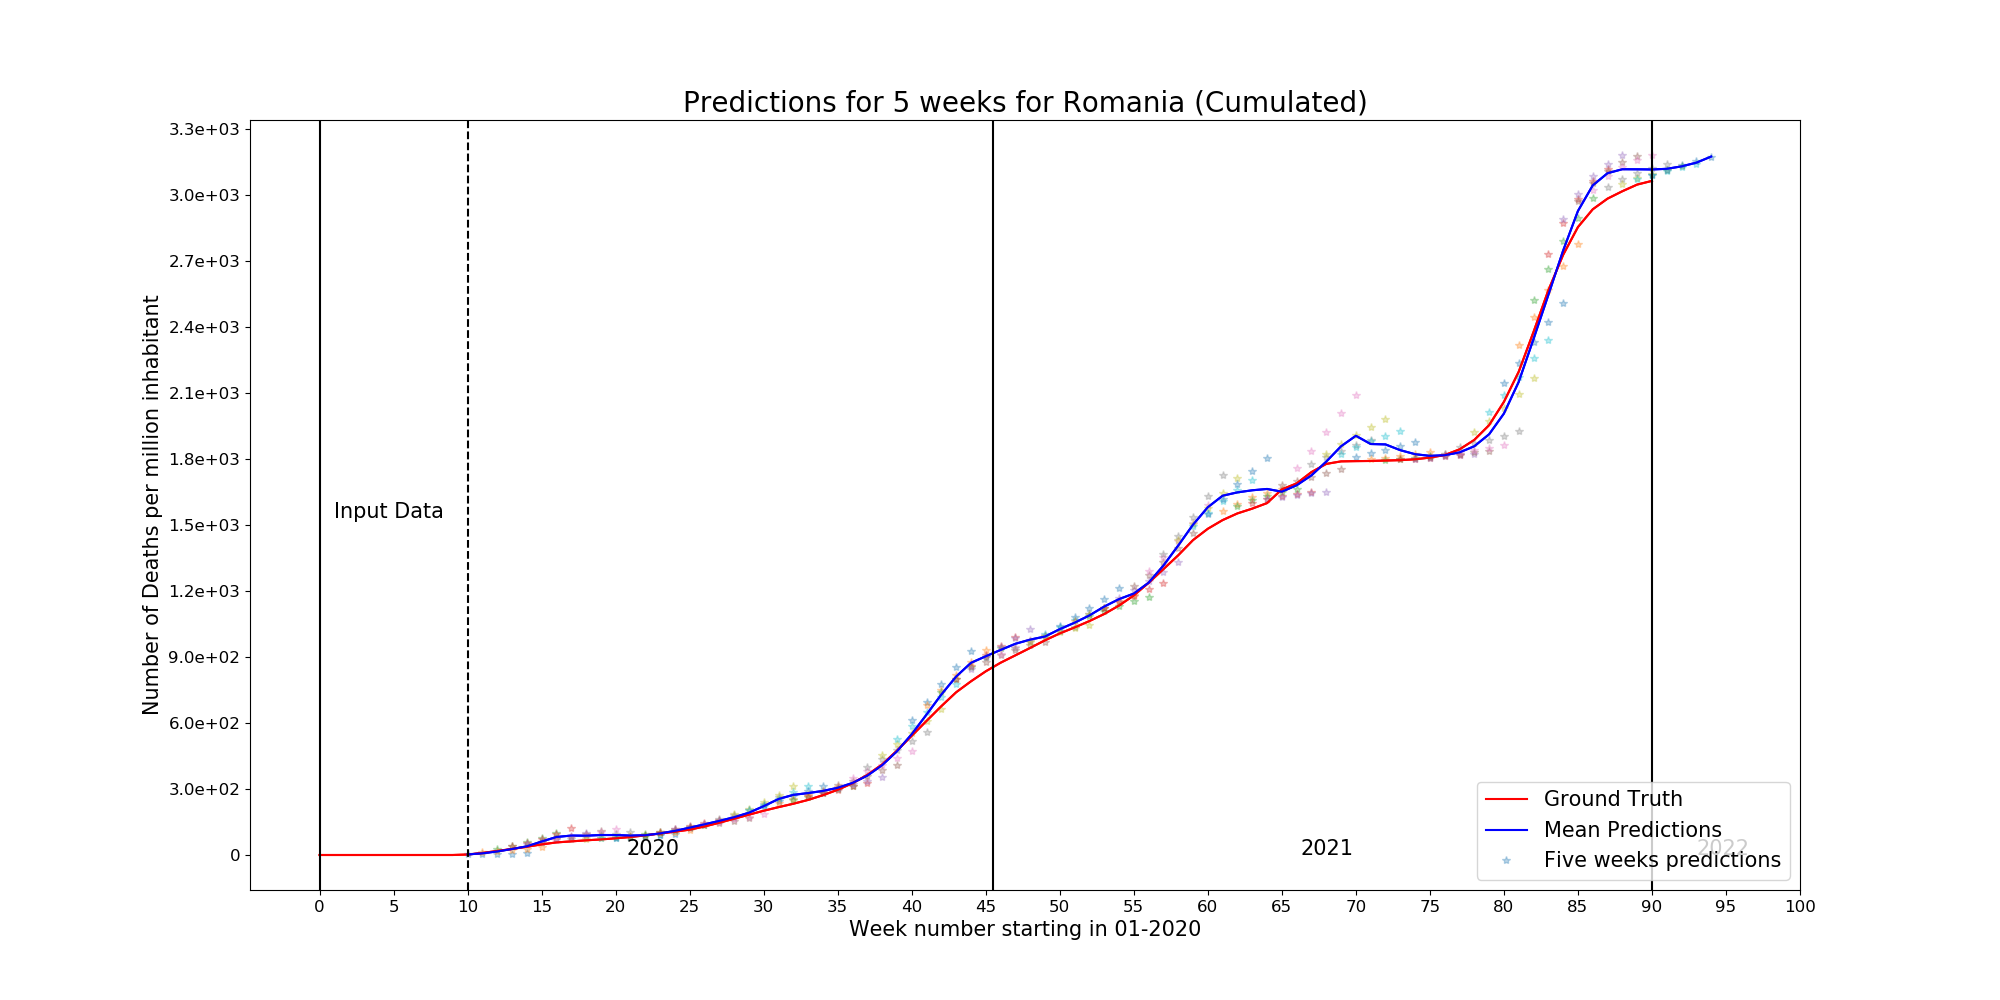 Predictions for 5 weeks for Romania (Cumulated)
3.3e+03
3.0e+03
2.7e+03
2.4e+03
2.1e+03
1.8e+03
1.5e+03
1.2e+03
9.0e+02
6.0e+02
3.0e+02
0
Number of Deaths per million inhabitant
Input Data
2020
2021
2022
Ground Truth
Mean Predictions
Five weeks predictions
0 5 10 15 20 25 30 35 40 45 50 55 60 65 70 75 80 85 90 95 100
Week number starting in 01-2020